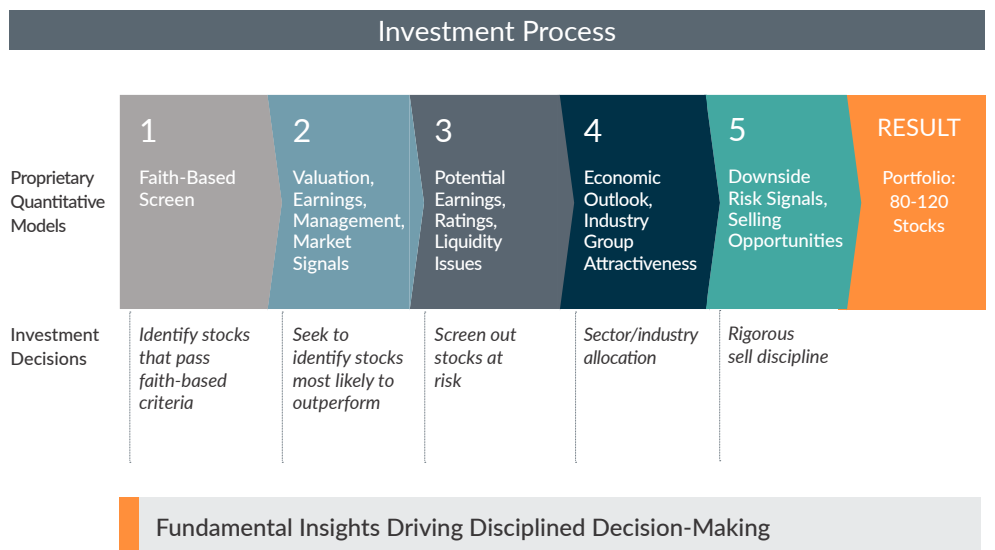 Investment Process
Proprietary
Quantitative
Models
1
Faith-Based
Screen
2
Valuation,
Earnings,
Management,
Market
Signals
3
Potential
Earnings,
Ratings,
Liquidity
Issues
4
Economic
Outlook,
Industry
Group
Attractiveness
5
Downside
Risk Signals,
Selling
Opportunities
RESULT
Portfolio:
80-120
Stocks
Investment
Decisions
Identify stocks
that pass
faith-based
criteria
Seek to
identify stocks
most likely to
outperform
Screen out
stocks at
risk
Sector/industry
allocation
Rigorous
sell discipline
Fundamental Insights Driving Disciplined Decision-Making